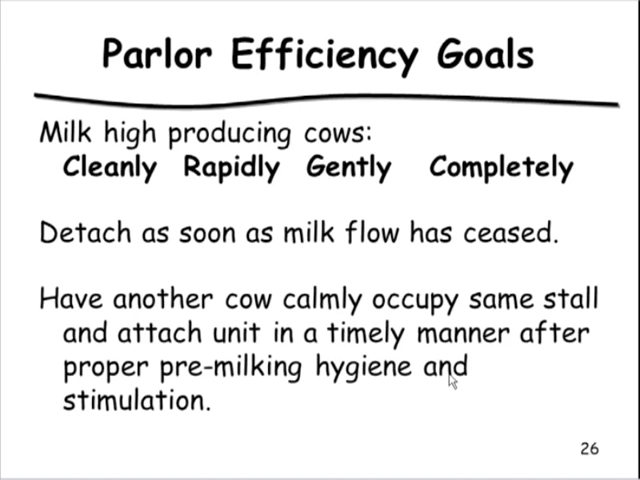 Parlor Efficiency Goals
Milk high producing cows:
Cleanly Rapidly Gently Completely
Detach as soon as milk flow has ceased.
Have another cow calmly occupy same stall
and attach unit in a timely manner after
proper pre-milking hygiene and
stimulation.
26